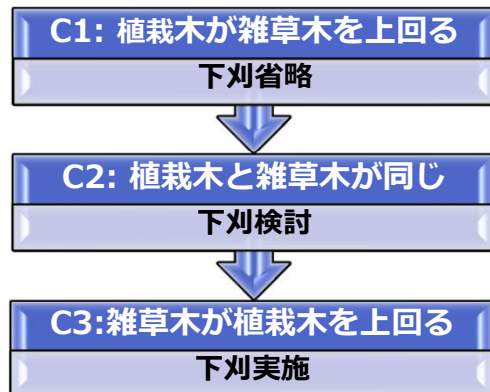 C1: 植栽木が雑草木を上回る
下刈省略
C2: 植栽木と雑草木が同じ
下刈検討
C3:雑草木が植栽木を上回る
下刈実施